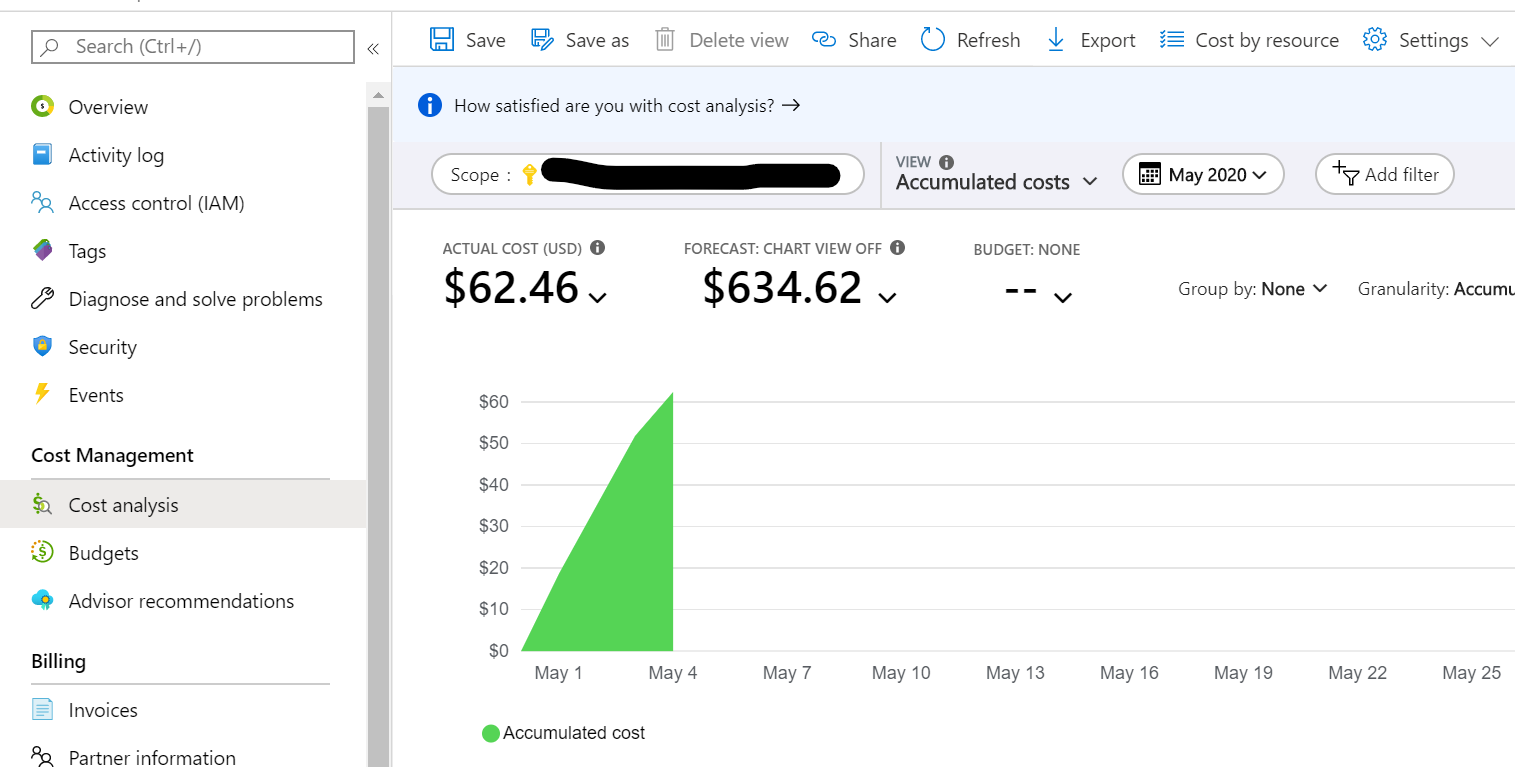 Search (Ctrl+/)
«
Overview
Activity log
Access control (IAM)
Tags
Diagnose and solve problems
Security
Events
Cost Management
Cost analysis
Budgets
Advisor recommendations
Billing
Invoices
Partner information
Save Save as Delete view Share Refresh Export Cost by resource Settings
How satisfied are you with cost analysis? →
Scope :
VIEW
Accumulated costs
May 2020
Add filter
ACTUAL COST (USD)
$62.46
FORECAST: CHART VIEW OFF
$634.62
BUDGET: NONE
--
Group by: None
Granularity: Accumu
$60
$50
$40
$30
$20
$10
$0
May 1 May 4 May 7 May 10 May 13 May 16 May 19 May 22 May 25
Accumulated cost